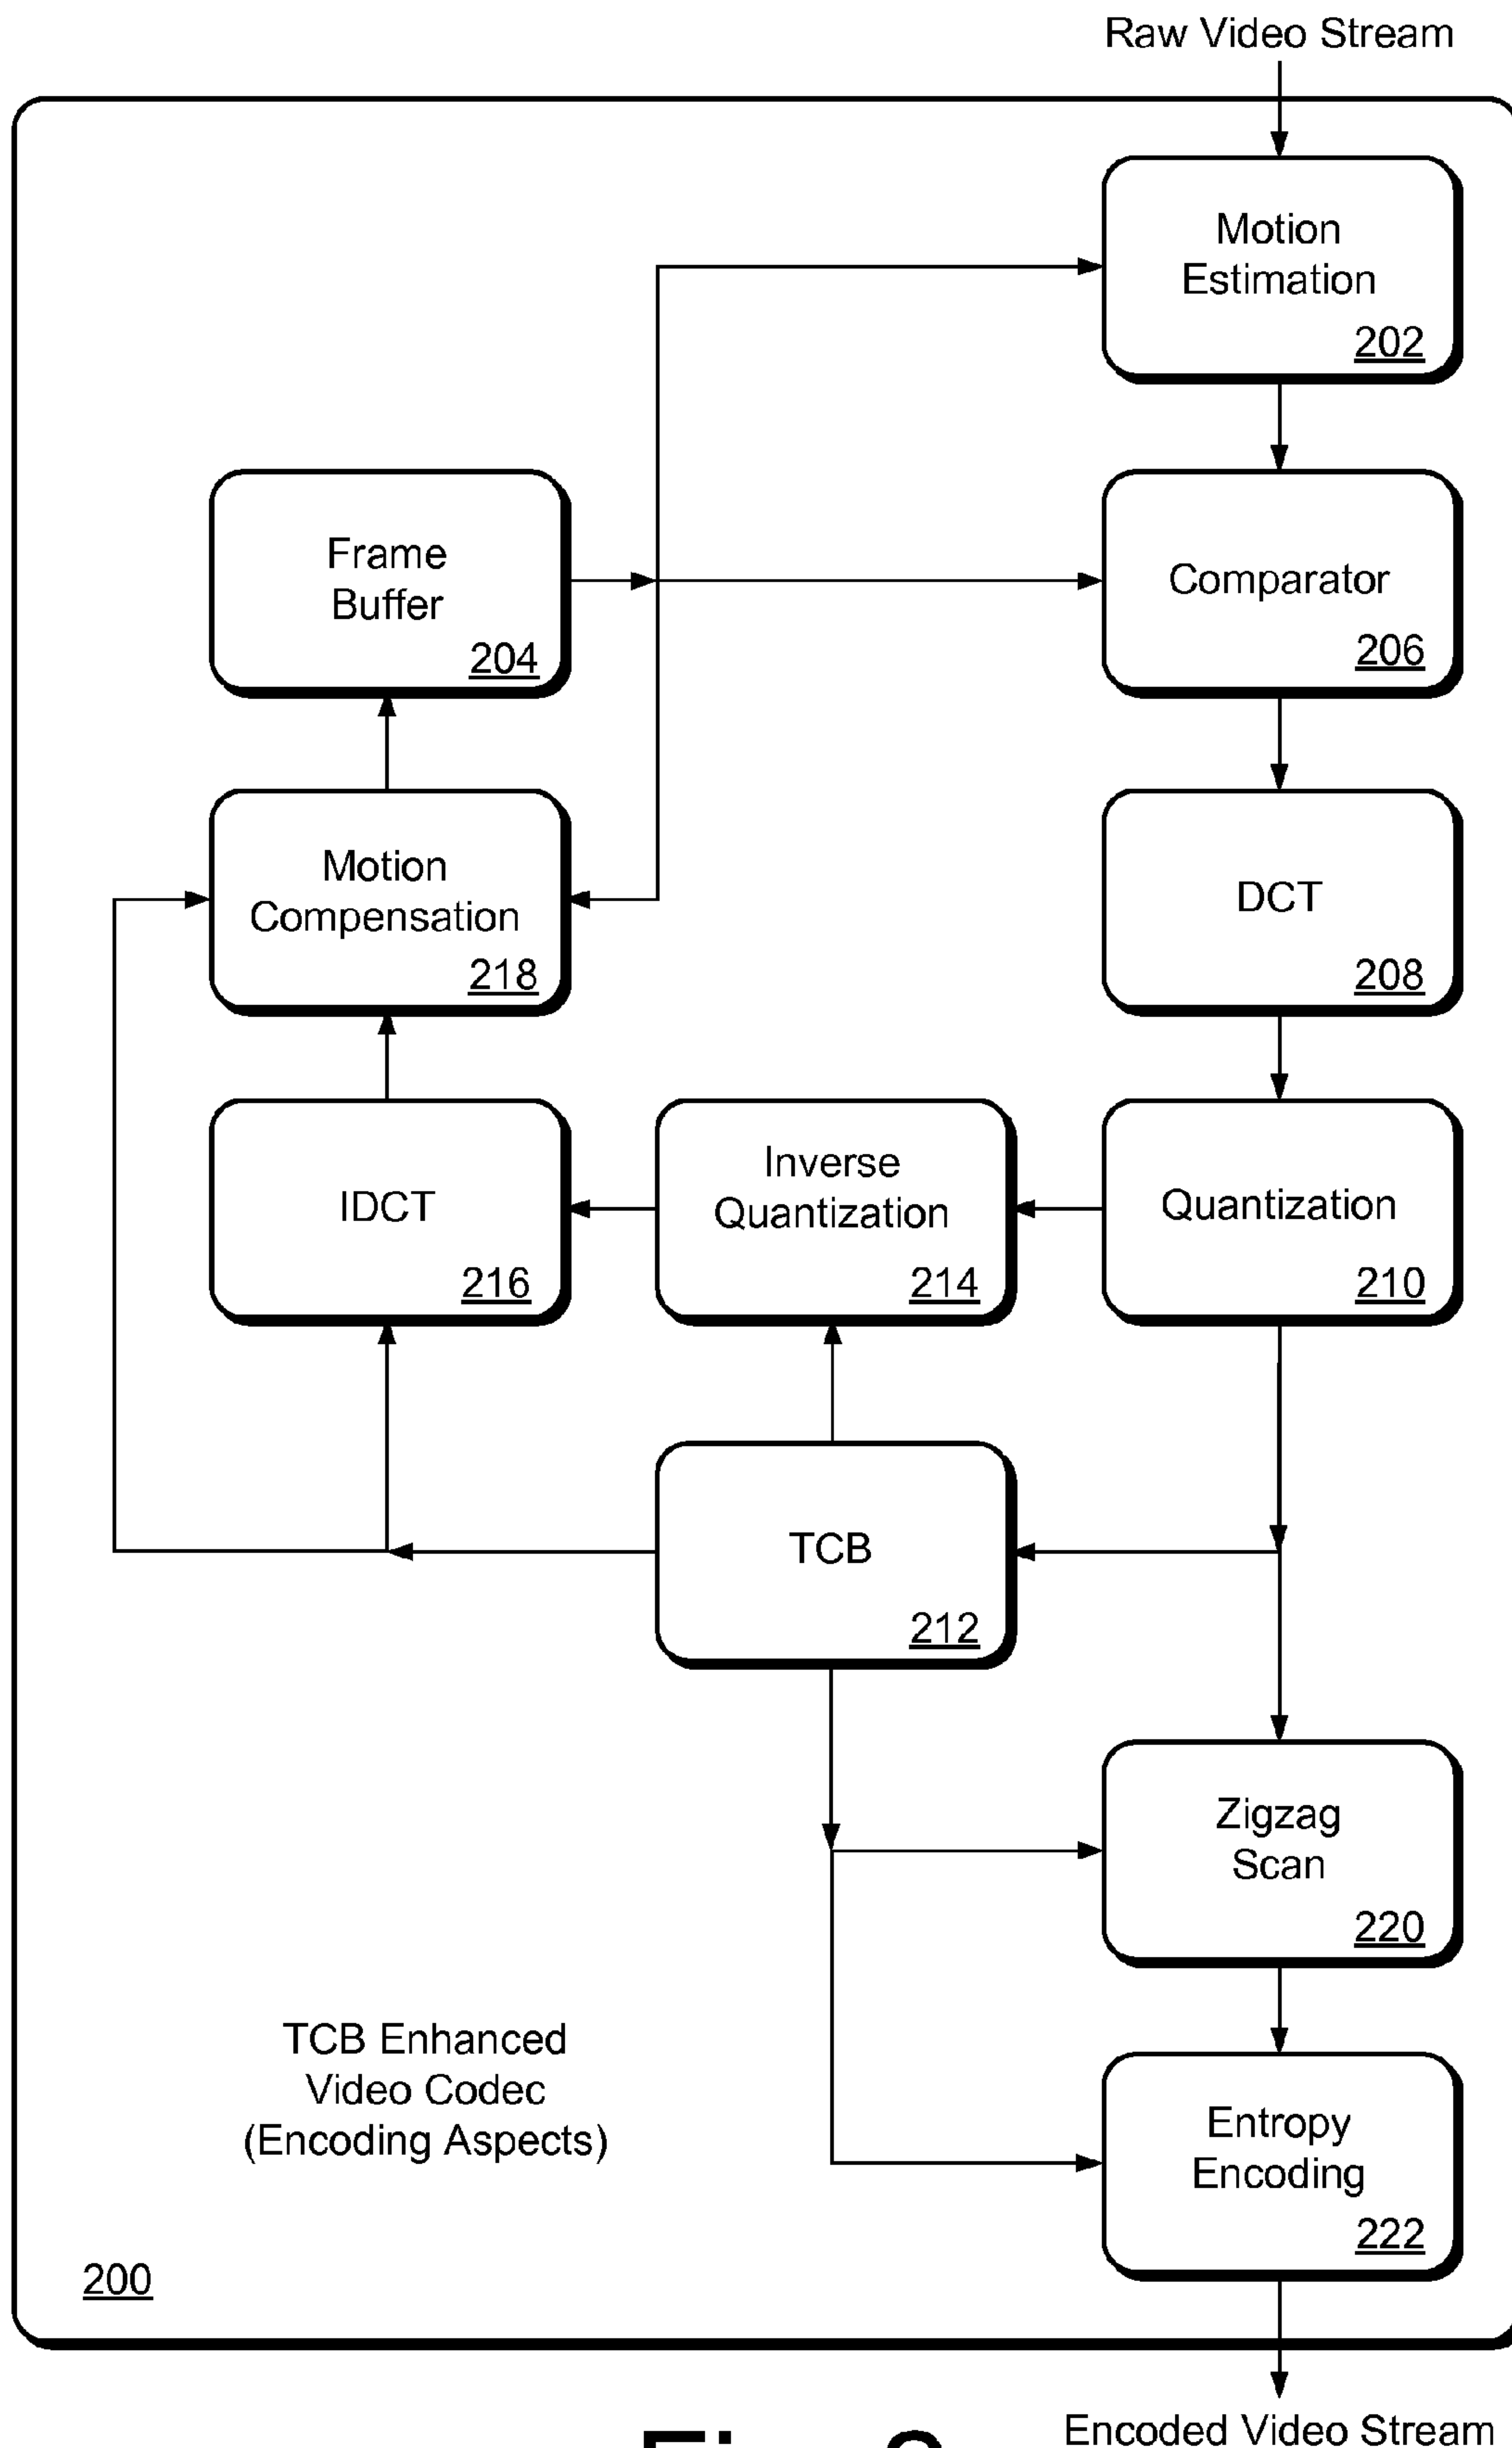 Raw Video Stream
Motion
Estimation
202
Frame
Buffer
204
Comparator
206
Motion
Compensation
218
DCT
208
IDCT
216
Inverse
Quantization
214
Quantization
210
TCB
212
Zigzag
Scan
220
TCB Enhanced
Video Codec
(Encoding Aspects)
Entropy
Encoding
222
200
Encoded Video Stream